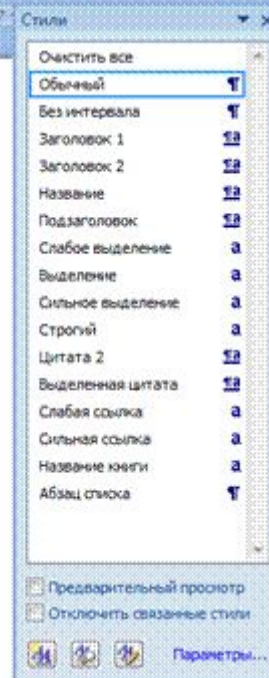 Стили
Очистить все
Обычный ¶
Без интервала ¶
Заголовок 1 ¶a
Заголовок 2 ¶a
Название ¶a
Подзаголовок ¶a
Слабое выделение a
Выделение a
Сильное выделение a
Строгий a
Цитата 2 ¶a
Выделенная цитата ¶a
Слабая ссылка a
Сильная ссылка a
Название книги a
Абзац списка ¶
Предварительный просмотр
Отключить связанные стили
Параметры...